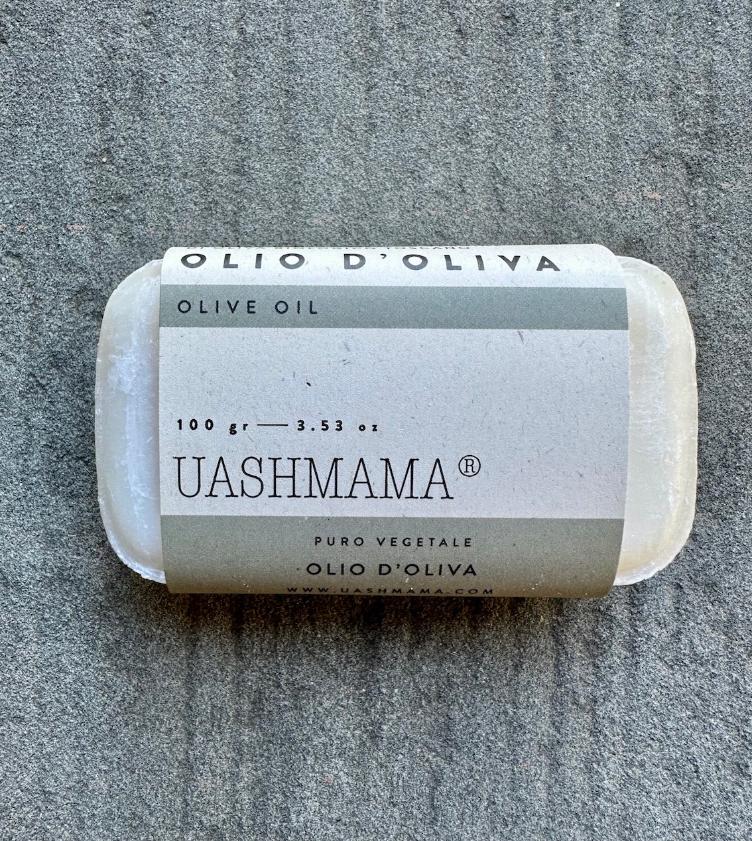 OLIO D'OLIVA
OLIVE OIL
100 gr — 3.53 oz
UASHMAMA®
PURO VEGETALE
OLIO D'OLIVA
WWW.UASHMAMA.COM